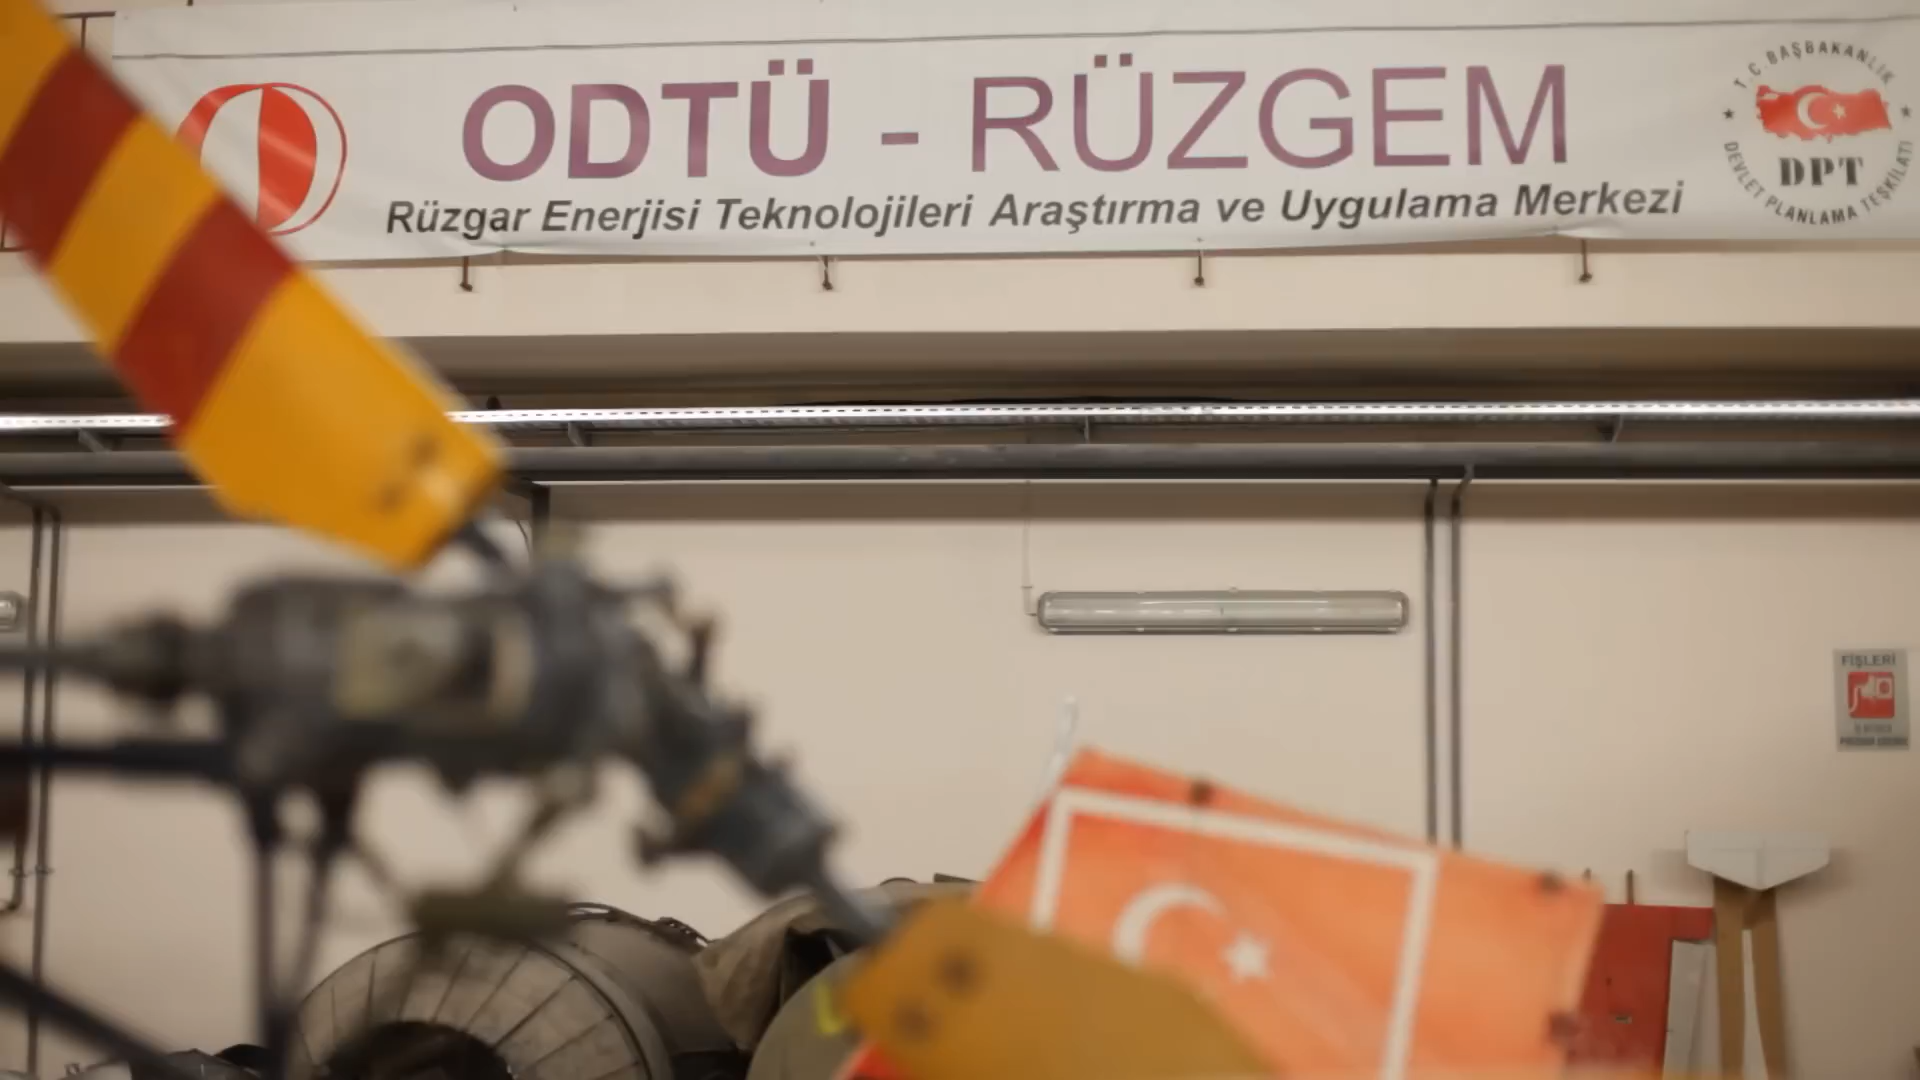 ODTÜ - RÜZGEM
Rüzgar Enerjisi Teknolojileri Araştırma ve Uygulama Merkezi
T.C. BAŞBAKANLIK
DPT
DEVLET PLANLAMA TEŞKİLATI
FİŞLERİ